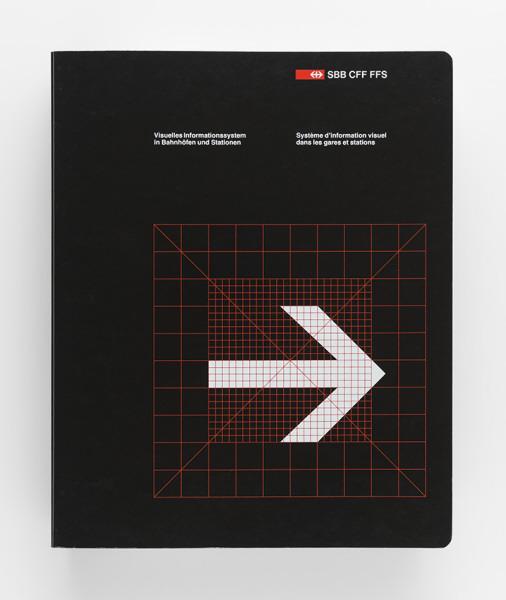 SBB CFF FFS
Visuelles Informationssystem
in Bahnhöfen und Stationen
Système d'information visuel
dans les gares et stations